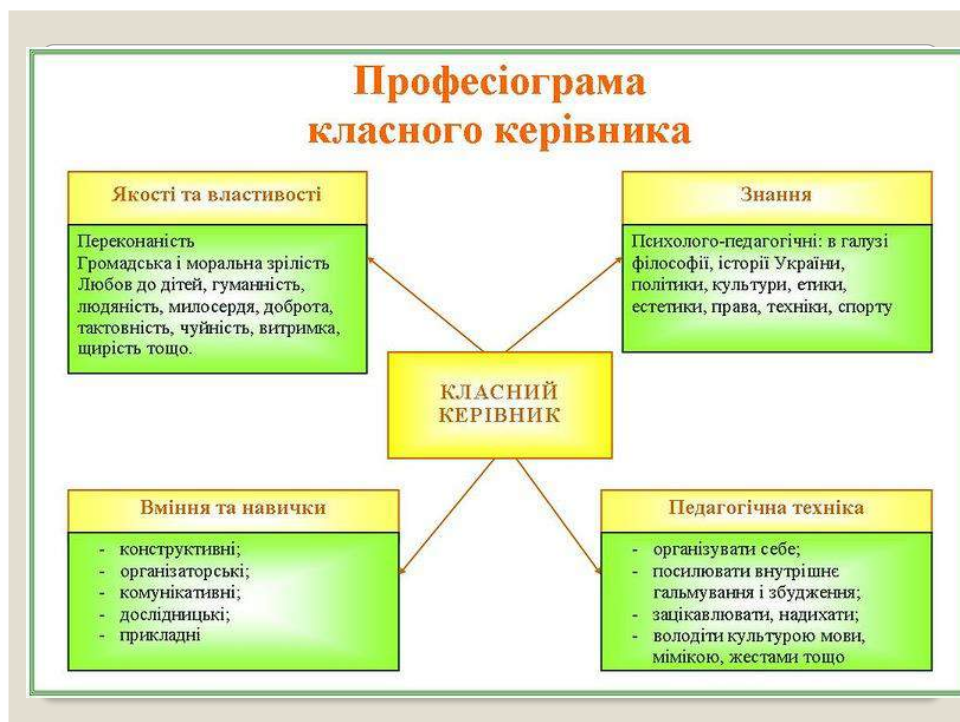 Професіограма
класного керівника
Якості та властивості
Переконаність
Громадська і моральна зрілість
Любов до дітей, гуманність,
людяність, милосердя, доброта,
тактовність, чуйність, витримка,
щирість тощо.
Знання
Психолого-педагогічні: в галузі
філософії, історії України,
політики, культури, етики,
естетики, права, техніки, спорту
КЛАСНИЙ
КЕРІВНИК
Вміння та навички
- конструктивні;
- організаторські;
- комунікативні;
- дослідницькі;
- прикладні
Педагогічна техніка
- організувати себе;
- посилювати внутрішнє
гальмування і збудження;
- зацікавлювати, надихати;
- володіти культурою мови,
мімікою, жестами тощо